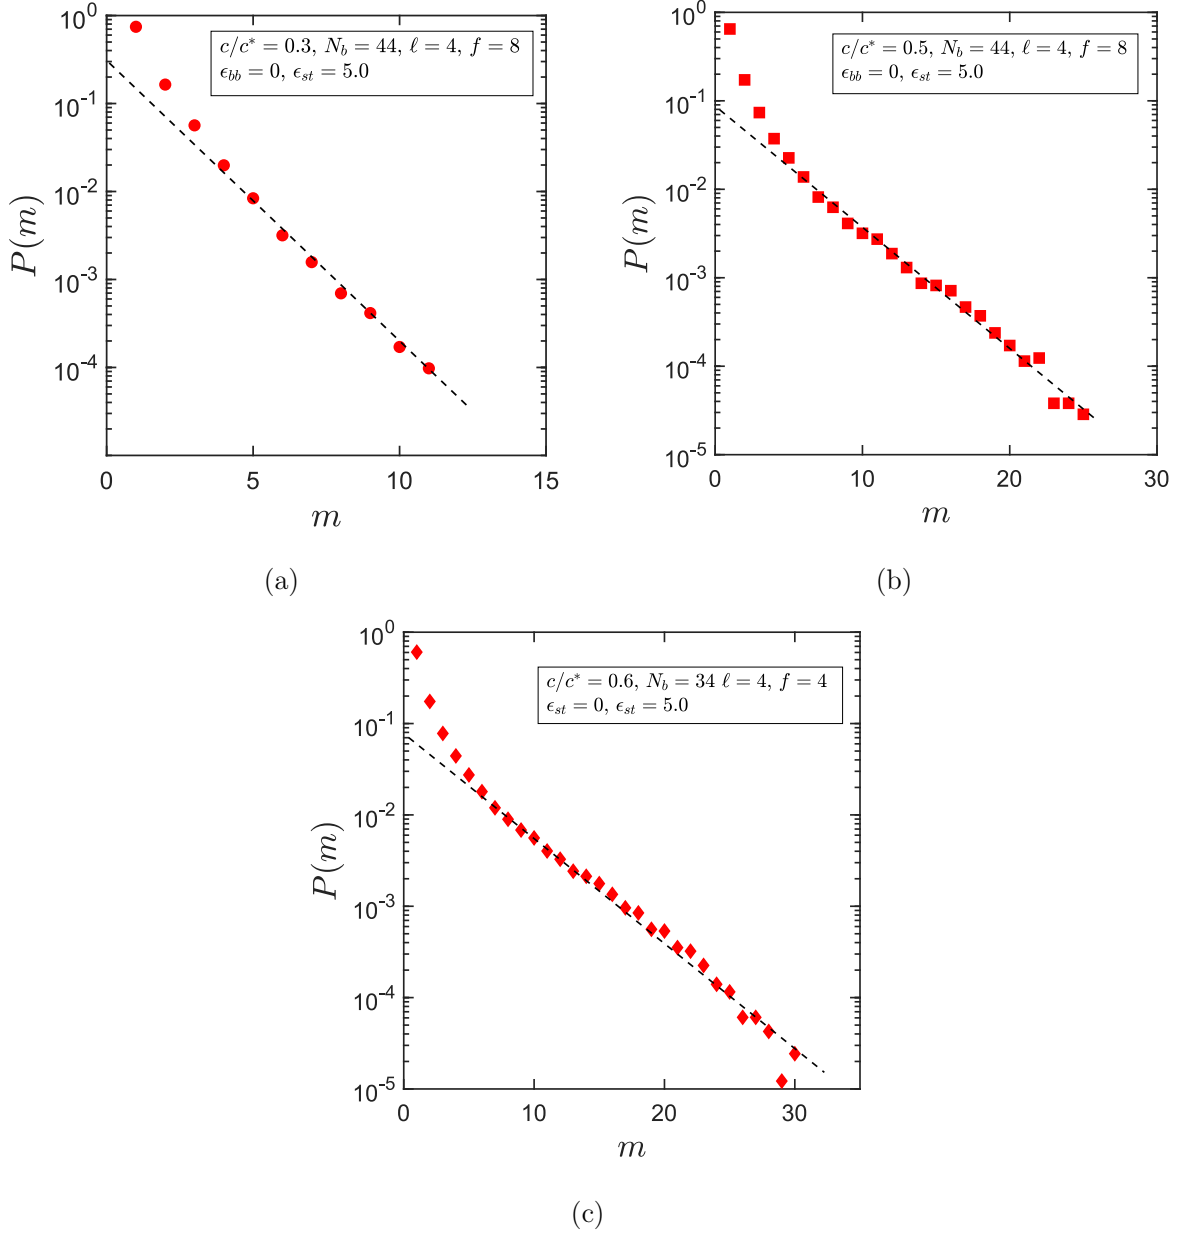 c/c* = 0.3, N_b = 44, ℓ = 4, f = 8
ϵ_bb = 0, ϵ_st = 5.0
10^0
10^-1
10^-2
10^-3
10^-4
P(m)
0 5 10 15
m
(a)
c/c* = 0.5, N_b = 44, ℓ = 4, f = 8
ϵ_bb = 0, ϵ_st = 5.0
10^0
10^-1
10^-2
10^-3
10^-4
10^-5
P(m)
0 10 20 30
m
(b)
c/c* = 0.6, N_b = 34 ℓ = 4, f = 4
ϵ_st = 0, ϵ_st = 5.0
10^0
10^-1
10^-2
10^-3
10^-4
10^-5
P(m)
0 10 20 30
m
(c)